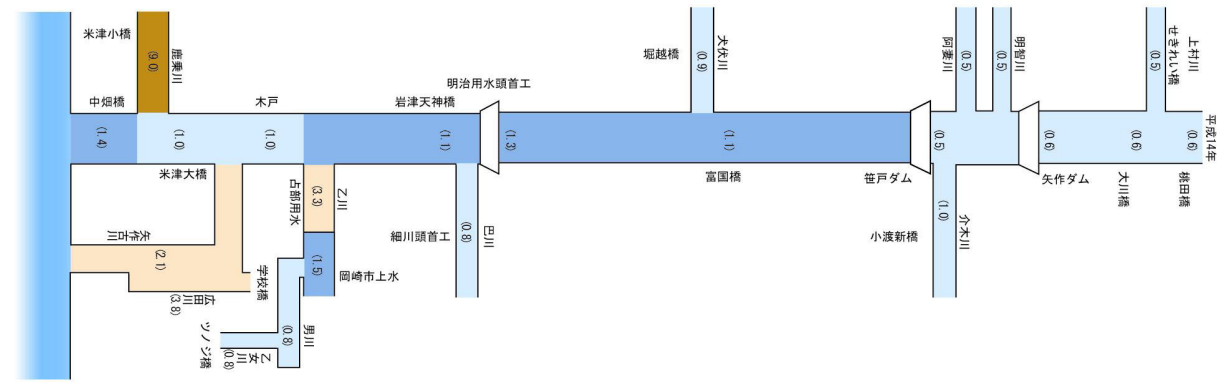 米津小橋
(9.0)
鹿乗川
中畑橋
木戸
岩津天神橋
明治用水頭首工
堀越橋
(0.9)
犬伏川
阿妻川
(0.5)
(0.5)
明智川
(0.5)
せきれい橋
上村川
平成14年
(1.4)
(1.0)
(1.0)
(1.1)
(1.3)
(1.1)
(0.5)
(0.6)
(0.6)
(0.6)
米津大橋
占部用水
(3.3)
乙川
細川頭首工
(0.8)
巴川
富国橋
笹戸ダム
矢作ダム
大川橋
桃田橋
小渡新橋
(1.0)
介木川
矢作古川
(2.1)
学校橋
(1.5)
岡崎市上水
広田川
(3.8)
ツノジ橋
(0.8)
男川
乙女川
(0.8)